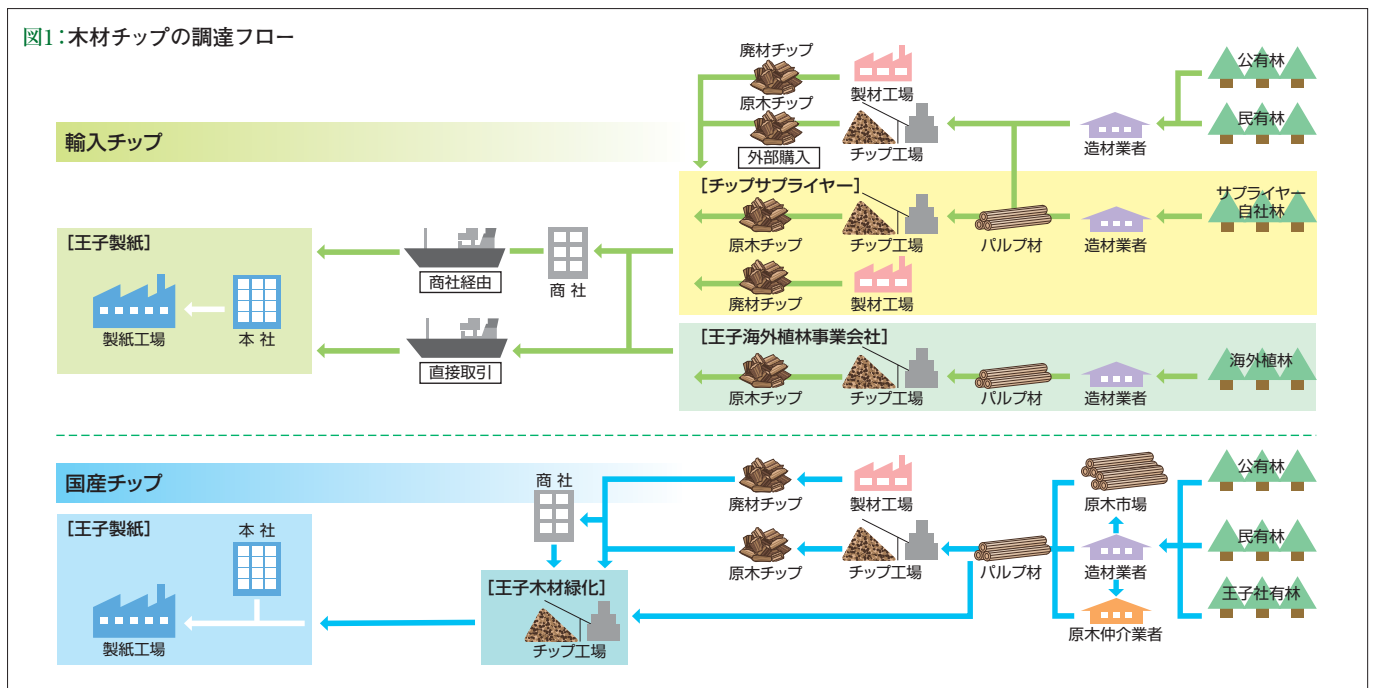 図1:木材チップの調達フロー
廃材チップ
製材工場
公有林
原木チップ
外部購入
チップ工場
造材業者
民有林
輸入チップ
[チップサプライヤー]
原木チップ
チップ工場
パルプ材
造材業者
サプライヤー
自社林
廃材チップ
製材工場
[王子製紙]
製紙工場
本社
商社経由
商社
直接取引
[王子海外植林事業会社]
原木チップ
チップ工場
パルプ材
造材業者
海外植林
国産チップ
[王子製紙]
本社
製紙工場
商社
[王子木材緑化]
チップ工場
廃材チップ
製材工場
原木チップ
チップ工場
パルプ材
原木市場
造材業者
原木仲介業者
公有林
民有林
王子社有林